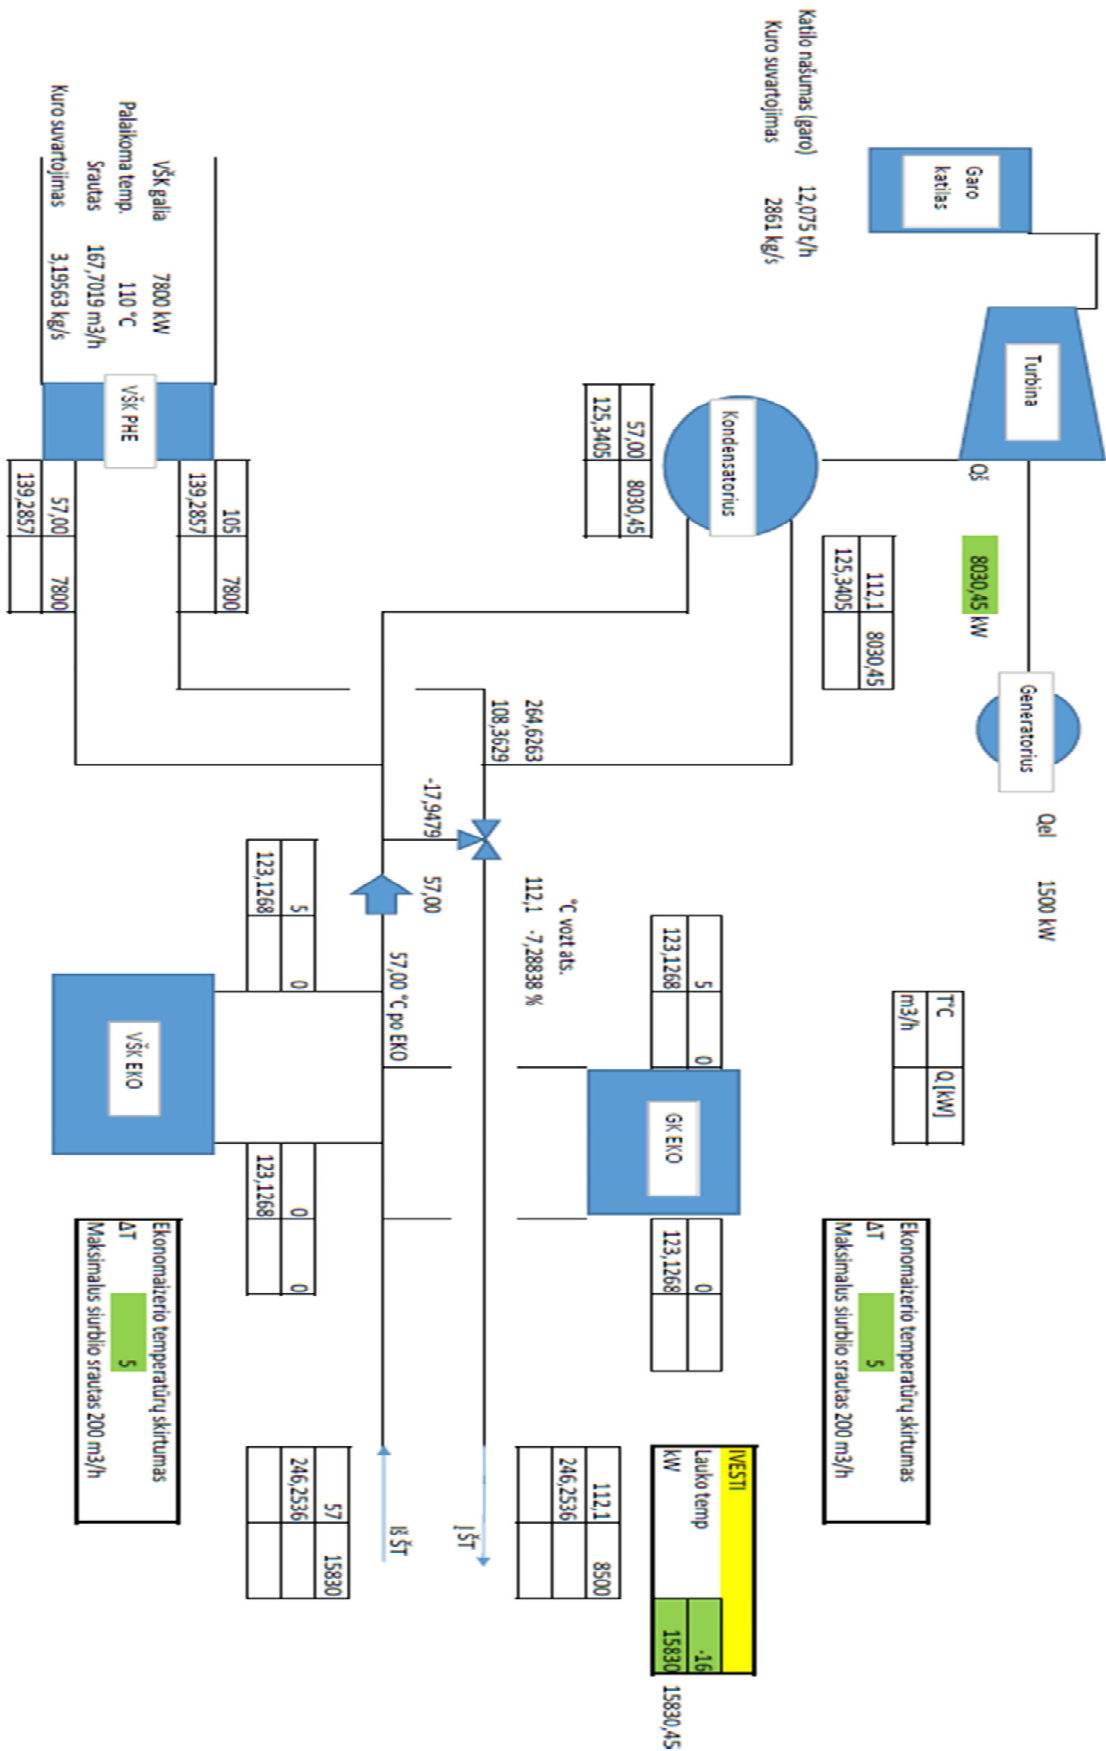 Garo
katilas
Katilo našumas (garo) 12,075 t/h
Kuro suvartojimas 2861 kg/s
Turbina
Qš 8030,45 kW
Generatorius
Qel 1500 kW
T°C Q [kW]
m3/h
112,1 8030,45
125,3405
Kondensatorius
57,00 8030,45
125,3405
Ekonomaizerio temperatūrų skirtumas
ΔT 5
Maksimalus siurblio srautas 200 m3/h
5 0
123,1268
GK EKO
0
123,1268
ĮVESTI
Lauko temp -16
kW 15830 15830,45
°C vozt ats.
112,1 -7,28838 %
264,6263
108,3629
-17,9479
57,00
57,00 °C po EKO
112,1 8500
246,2536
Į ŠT
Iš ŠT
57 15830
246,2536
VŠK galia 7800 kW
Palaikoma temp. 110 °C
Srautas 167,7019 m3/h
Kuro suvartojimas 3,19563 kg/s
VŠK PHE
105 7800
139,2857
57,00 7800
139,2857
5 0
123,1268
VŠK EKO
0 0
123,1268
Ekonomaizerio temperatūrų skirtumas
ΔT 5
Maksimalus siurblio srautas 200 m3/h